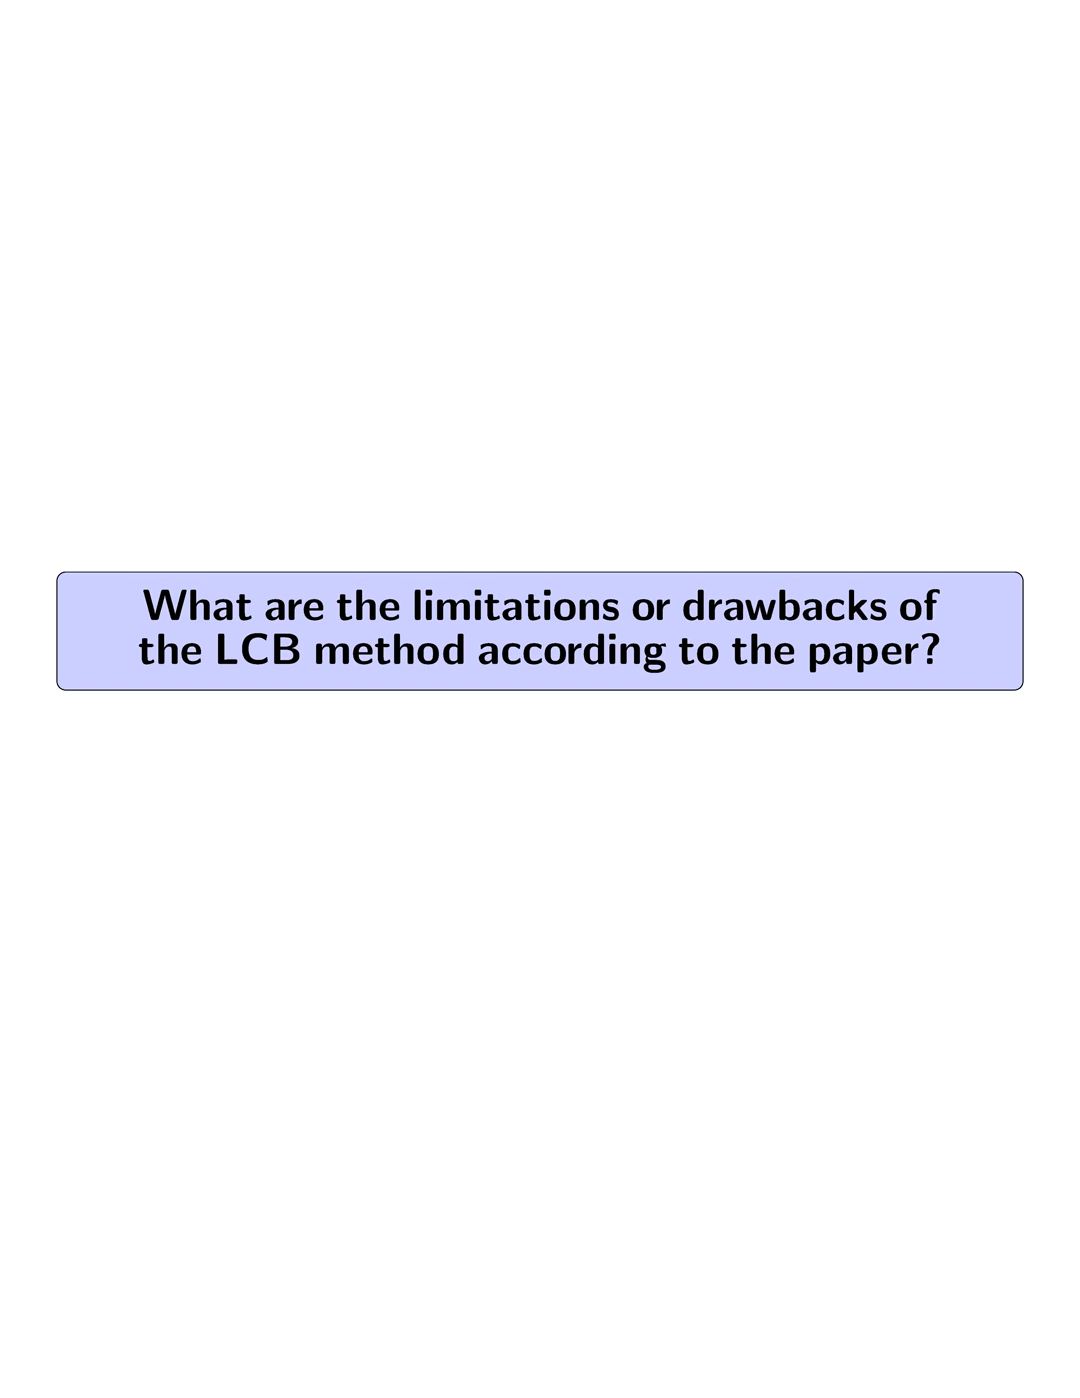 What are the limitations or drawbacks of
the LCB method according to the paper?